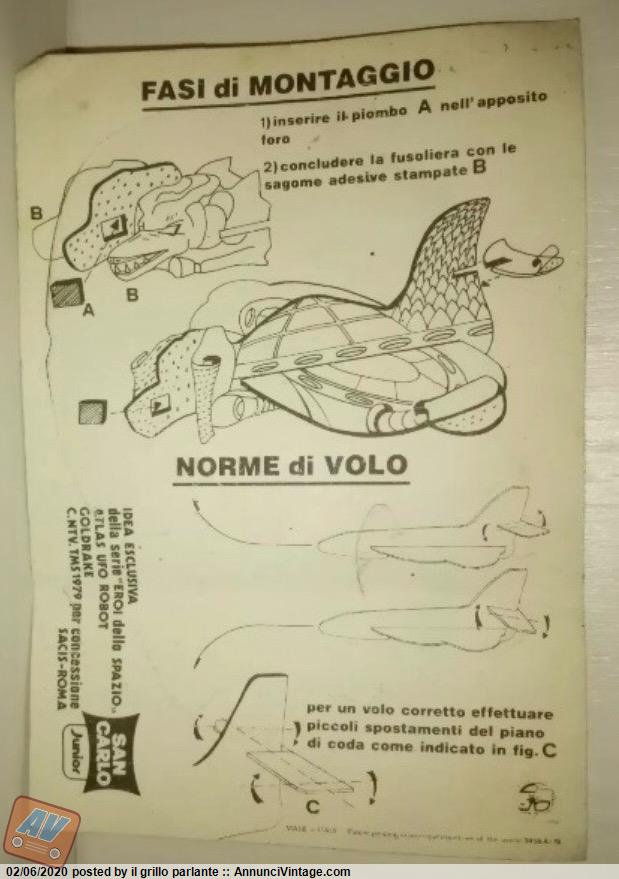 FASI di MONTAGGIO
1) inserire il piombo A nell'apposito
foro
2) concludere la fusoliera con le
sagome adesive stampate B
B
A
B
NORME di VOLO
IDEA ESCLUSIVA
della serie "EROI dello SPAZIO"
ATLAS UFO ROBOT
GOLDRAKE
C.NTV. TMS 1979 per concessione
SACIS-ROMA
SAN
CARLO
Junior
per un volo corretto effettuare
piccoli spostamenti del piano
di coda come indicato in fig. C
C
AV
02/06/2020 posted by il grillo parlante :: AnnunciVintage.com